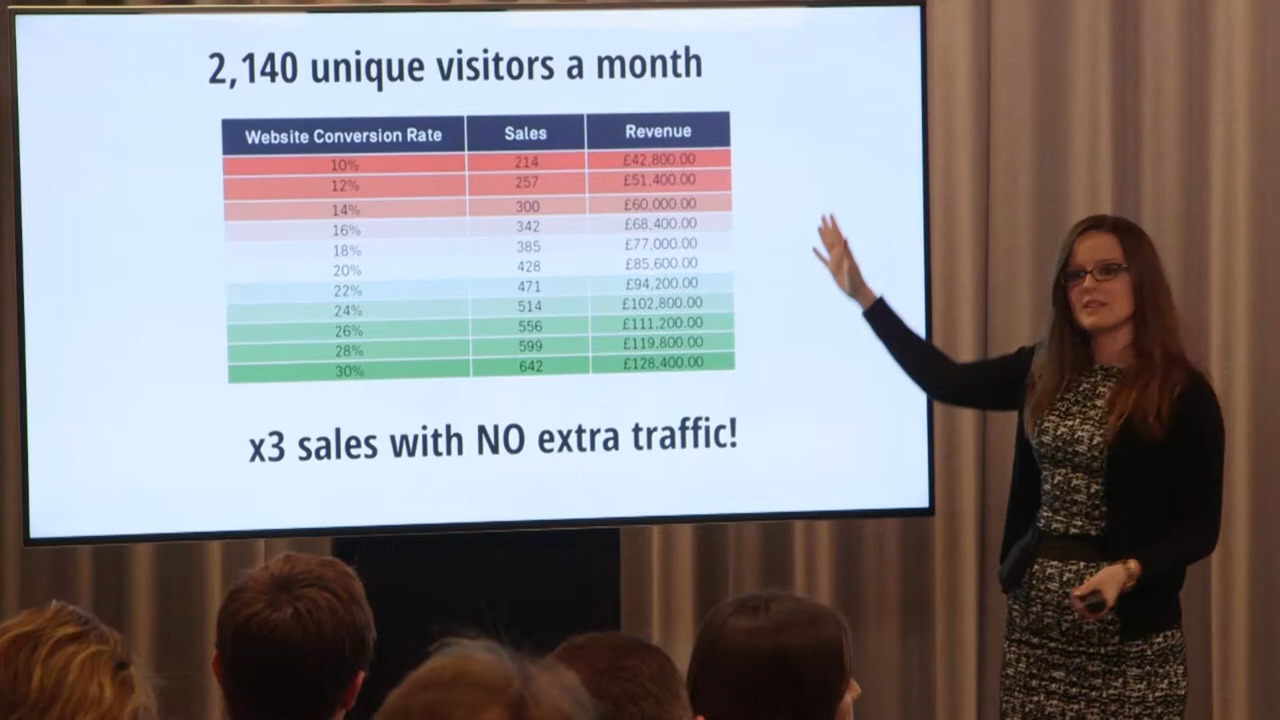 2,140 unique visitors a month
Website Conversion Rate Sales Revenue
10% 214 £42,800.00
12% 257 £51,400.00
14% 300 £60,000.00
16% 342 £68,400.00
18% 385 £77,000.00
20% 428 £85,600.00
22% 471 £94,200.00
24% 514 £102,800.00
26% 556 £111,200.00
28% 599 £119,800.00
30% 642 £128,400.00
x3 sales with NO extra traffic!